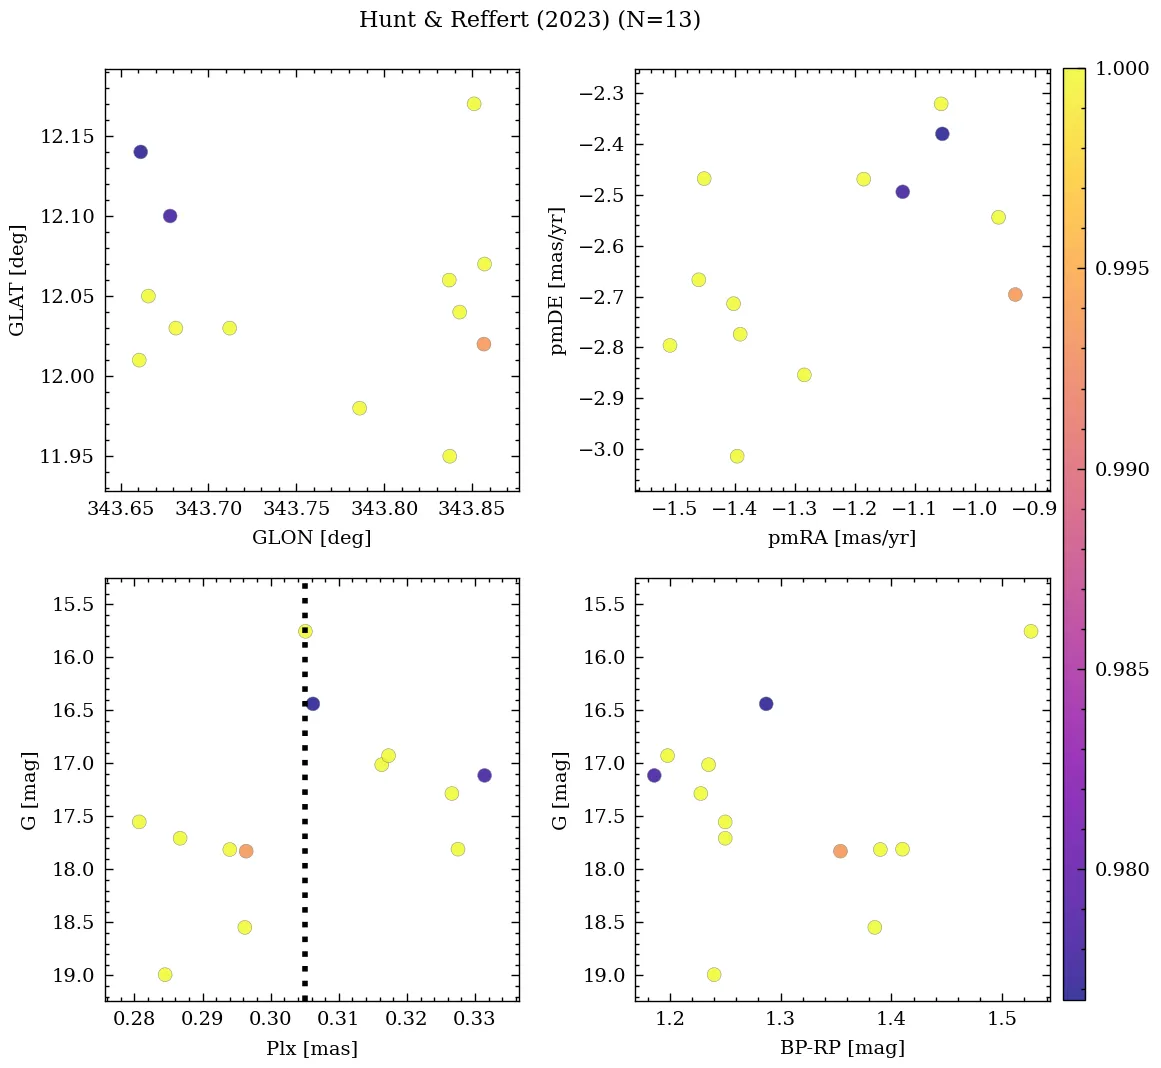 Hunt & Reffert (2023) (N=13)
GLAT [deg]
12.15
12.10
12.05
12.00
11.95
343.65 343.70 343.75 343.80 343.85
GLON [deg]
pmDE [mas/yr]
−2.3
−2.4
−2.5
−2.6
−2.7
−2.8
−2.9
−3.0
−1.5 −1.4 −1.3 −1.2 −1.1 −1.0 −0.9
pmRA [mas/yr]
G [mag]
15.5
16.0
16.5
17.0
17.5
18.0
18.5
19.0
0.28 0.29 0.30 0.31 0.32 0.33
Plx [mas]
G [mag]
15.5
16.0
16.5
17.0
17.5
18.0
18.5
19.0
1.2 1.3 1.4 1.5
BP-RP [mag]
1.000
0.995
0.990
0.985
0.980